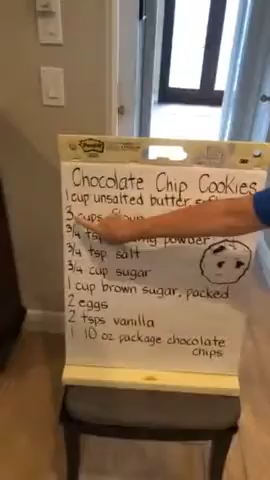 Post-it
Chocolate Chip Cookies
1 cup unsalted butter
3 cups
3/4 tsp powder
3/4 tsp salt
3/4 cup sugar
1 cup brown sugar, packed
2 eggs
2 tsps vanilla
1 10 oz package chocolate
chips